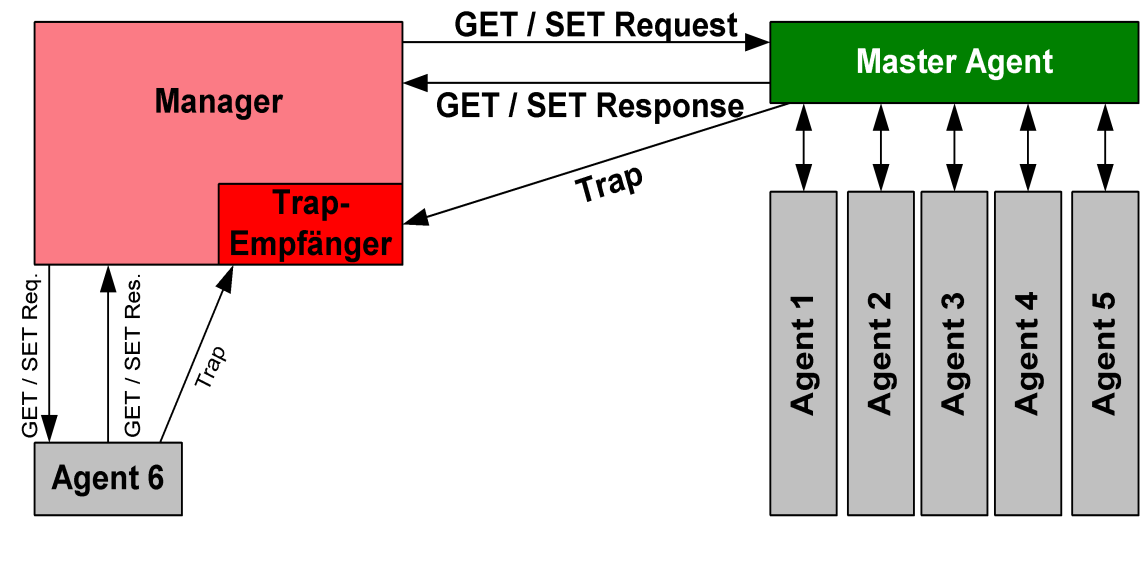 GET / SET Request
Master Agent
Manager
GET / SET Response
Trap
Trap-
Empfänger
GET / SET Req.
GET / SET Res.
Trap
Agent 6
Agent 1
Agent 2
Agent 3
Agent 4
Agent 5